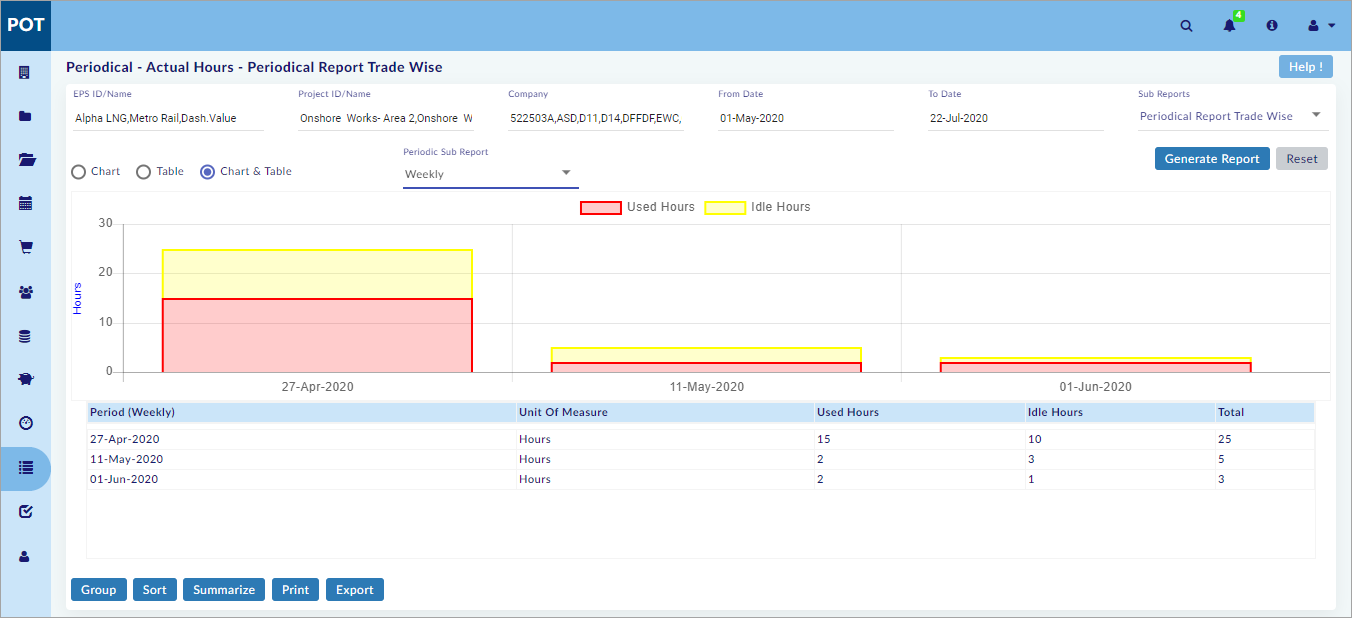 POT
4
Periodical - Actual Hours - Periodical Report Trade Wise
Help !
EPS ID/Name Project ID/Name Company From Date To Date Sub Reports
Alpha LNG,Metro Rail,Dash.Value Onshore Works- Area 2,Onshore W 522503A,ASD,D11,D14,DFFDF,EWC, 01-May-2020 22-Jul-2020 Periodical Report Trade Wise
Periodic Sub Report
Generate Report Reset
Chart Table Chart & Table Weekly
Used Hours Idle Hours
30
20
Hours
10
0
27-Apr-2020 11-May-2020 01-Jun-2020
Period (Weekly) Unit Of Measure Used Hours Idle Hours Total
27-Apr-2020 Hours 15 10 25
11-May-2020 Hours 2 3 5
01-Jun-2020 Hours 2 1 3
Group Sort Summarize Print Export